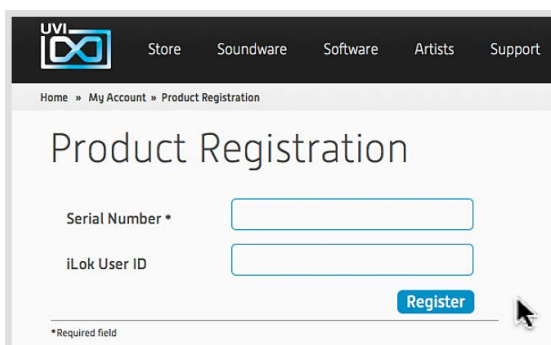 UVI
Store Soundware Software Artists Support
Home » My Account » Product Registration
Product Registration
Serial Number *
iLok User ID
Register
*Required field